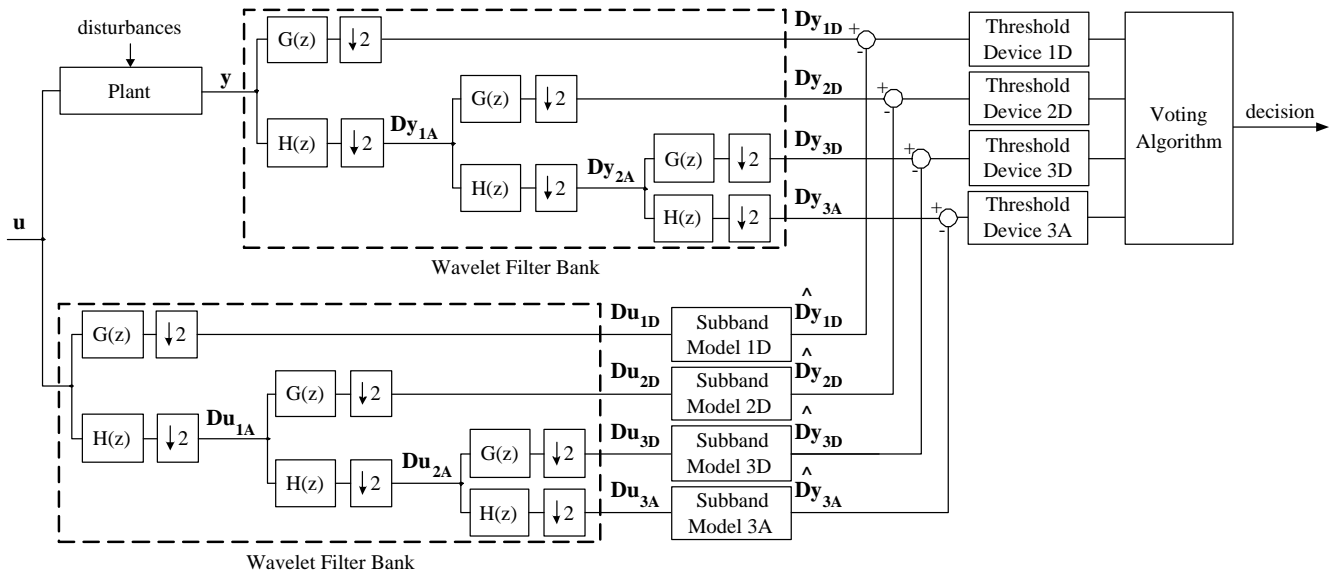 disturbances
Plant
u
y
G(z)
↓2
H(z)
↓2
Dy1A
G(z)
↓2
H(z)
↓2
Dy2A
G(z)
↓2
H(z)
↓2
Wavelet Filter Bank
Dy1D
Dy2D
Dy3D
Dy3A
+
-
+
-
+
-
+
-
Threshold
Device 1D
Threshold
Device 2D
Threshold
Device 3D
Threshold
Device 3A
Voting
Algorithm
decision
G(z)
↓2
H(z)
↓2
Du1A
G(z)
↓2
H(z)
↓2
Du2A
G(z)
↓2
H(z)
↓2
Wavelet Filter Bank
Du1D
Subband
Model 1D
^
Dy1D
Du2D
Subband
Model 2D
^
Dy2D
Du3D
Subband
Model 3D
^
Dy3D
Du3A
Subband
Model 3A
^
Dy3A